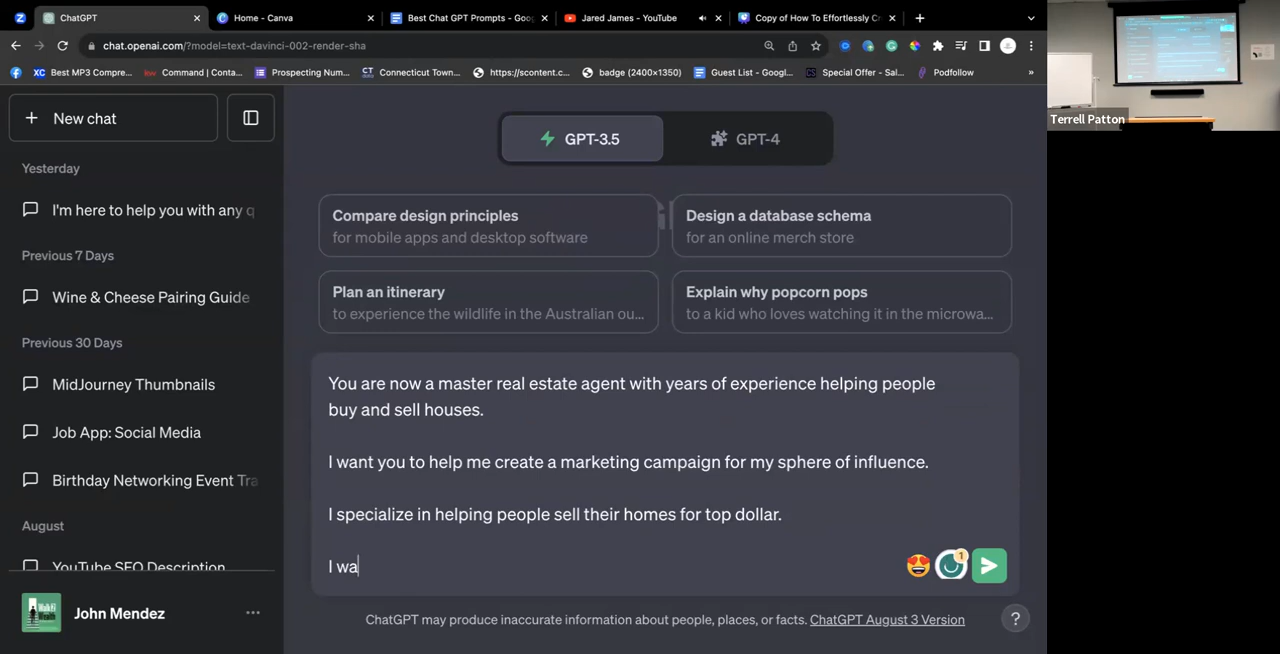 ChatGPT
Home - Canva
Best Chat GPT Prompts - Goo
Jared James - YouTube
Copy of How To Effortlessly C
chat.openai.com/?model=text-davinci-002-render-sha
Best MP3 Compre...
Command | Conta...
Prospecting Num...
CT Connecticut Town...
https://scontent.c...
badge (2400×1350)
Guest List - Googl...
Special Offer - Sal...
Podfollow
»
Terrell Patton
+ New chat
Yesterday
I'm here to help you with any q
Previous 7 Days
Wine & Cheese Pairing Guide
Previous 30 Days
MidJourney Thumbnails
Job App: Social Media
Birthday Networking Event Tra
August
YouTube SEO Description
John Mendez
GPT-3.5
GPT-4
Compare design principles
for mobile apps and desktop software
Design a database schema
for an online merch store
Plan an itinerary
to experience the wildlife in the Australian ou...
Explain why popcorn pops
to a kid who loves watching it in the microwa...
You are now a master real estate agent with years of experience helping people
buy and sell houses.
I want you to help me create a marketing campaign for my sphere of influence.
I specialize in helping people sell their homes for top dollar.
I wa
1
ChatGPT may produce inaccurate information about people, places, or facts. ChatGPT August 3 Version
?